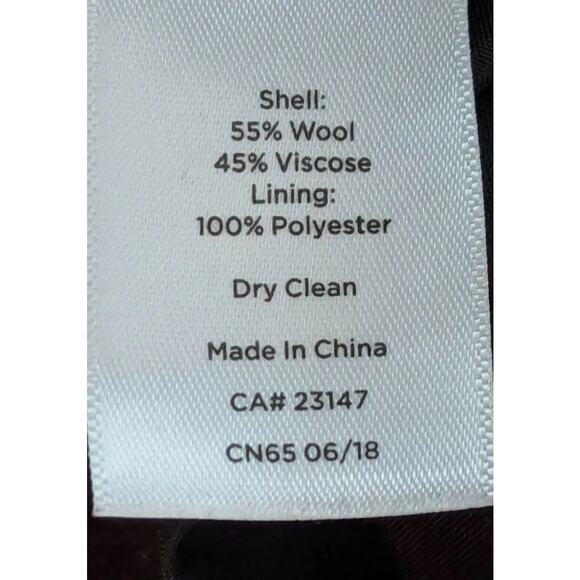 Shell:
55% Wool
45% Viscose
Lining:
100% Polyester
Dry Clean
Made In China
CA# 23147
CN65 06/18